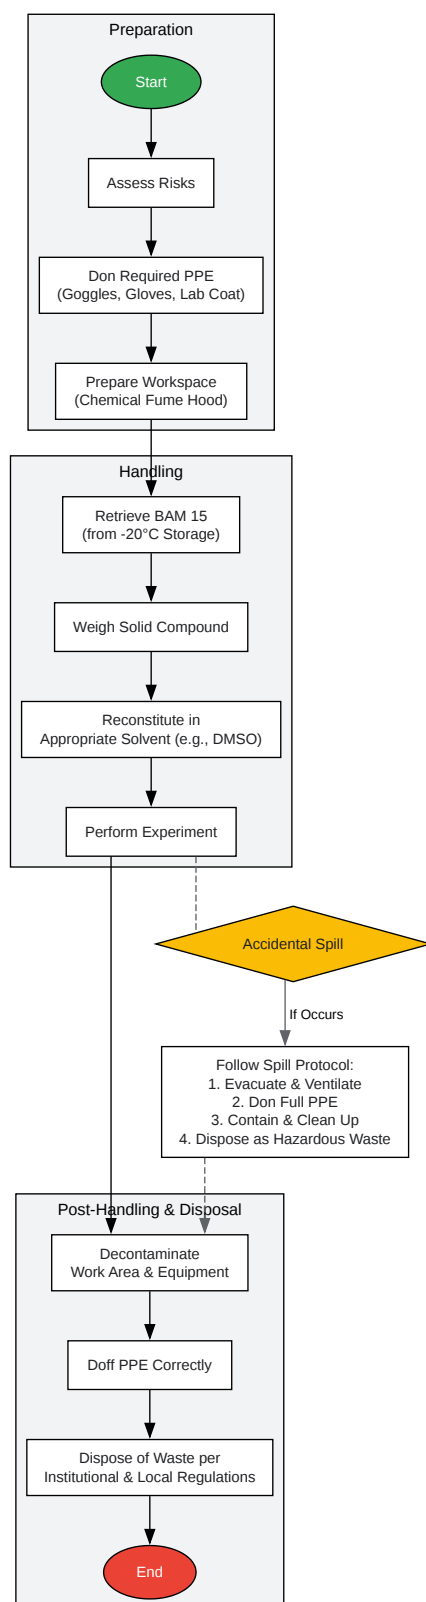 Preparation
Start
Assess Risks
Don Required PPE
(Goggles, Gloves, Lab Coat)
Prepare Workspace
(Chemical Fume Hood)
Handling
Retrieve BAM 15
(from -20°C Storage)
Weigh Solid Compound
Reconstitute in
Appropriate Solvent (e.g., DMSO)
Perform Experiment
Accidental Spill
If Occurs
Follow Spill Protocol:
1. Evacuate & Ventilate
2. Don Full PPE
3. Contain & Clean Up
4. Dispose as Hazardous Waste
Post-Handling & Disposal
Decontaminate
Work Area & Equipment
Doff PPE Correctly
Dispose of Waste per
Institutional & Local Regulations
End